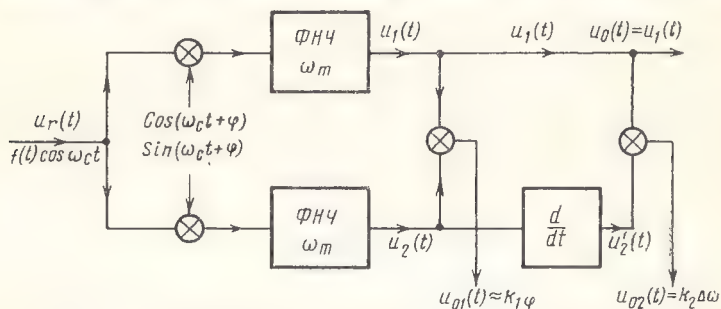 ФНЧ
ω_m
u_1(t)
u_1(t)
u_0(t)=u_1(t)
u_r(t)
f(t)cos ω_c t
Cos(ω_c t+φ)
Sin(ω_c t+φ)
ФНЧ
ω_m
u_2(t)
d
dt
u_2'(t)
u_01(t)≈k_1φ
u_02(t)=k_2Δω